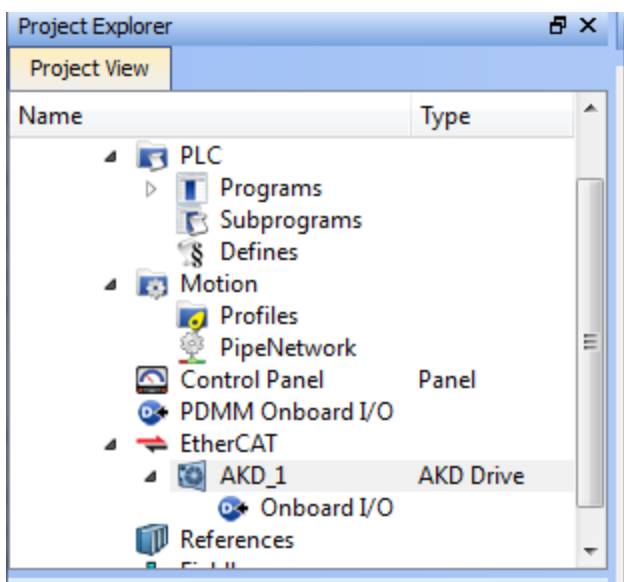 Project Explorer
Project View
Name Type
PLC
Programs
Subprograms
Defines
Motion
Profiles
PipeNetwork
Control Panel Panel
PDMM Onboard I/O
EtherCAT
AKD_1 AKD Drive
Onboard I/O
References